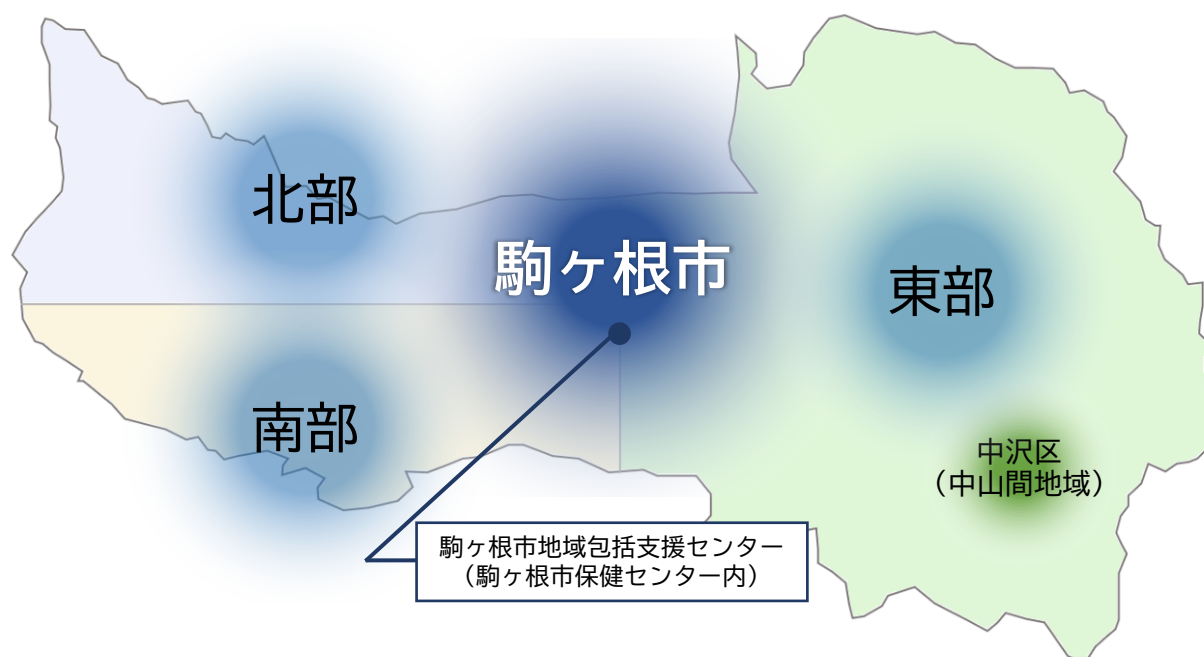 北部
駒ヶ根市
東部
南部
中沢区
（中山間地域）
駒ヶ根市地域包括支援センター
（駒ヶ根市保健センター内）